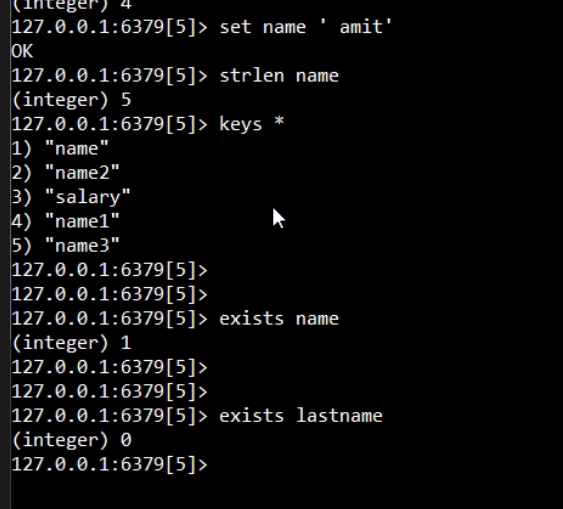 (integer) 4
127.0.0.1:6379[5]> set name ' amit'
OK
127.0.0.1:6379[5]> strlen name
(integer) 5
127.0.0.1:6379[5]> keys *
1) "name"
2) "name2"
3) "salary"
4) "name1"
5) "name3"
127.0.0.1:6379[5]>
127.0.0.1:6379[5]>
127.0.0.1:6379[5]> exists name
(integer) 1
127.0.0.1:6379[5]>
127.0.0.1:6379[5]>
127.0.0.1:6379[5]> exists lastname
(integer) 0
127.0.0.1:6379[5]>